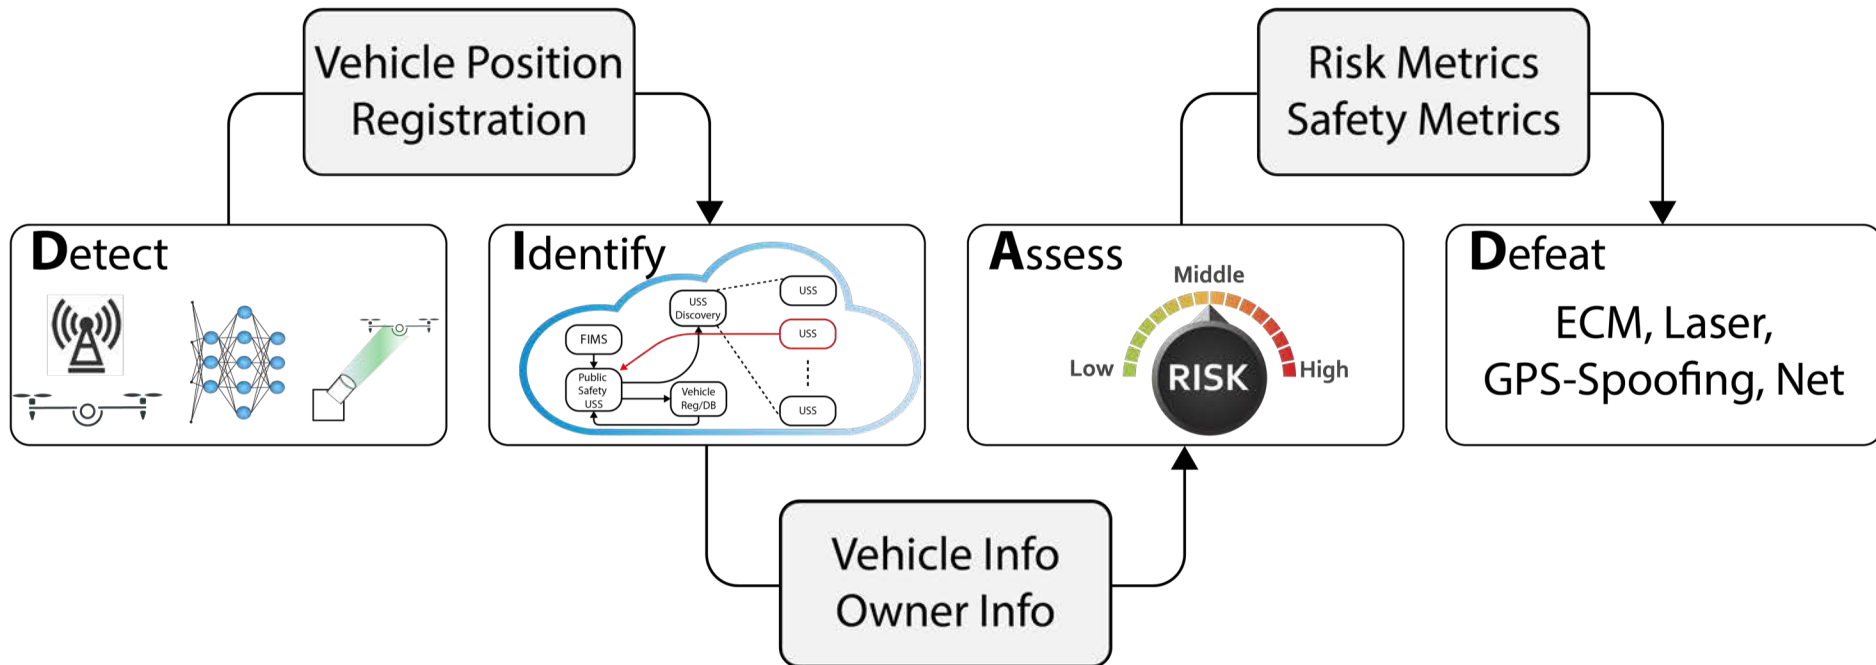 Vehicle Position
Registration
Risk Metrics
Safety Metrics
Detect
Identify
USS
Discovery
USS
FIMS
USS
Public
Safety
USS
Vehicle
Reg/DB
USS
Assess
Middle
Low
RISK
High
Defeat
ECM, Laser,
GPS-Spoofing, Net
Vehicle Info
Owner Info